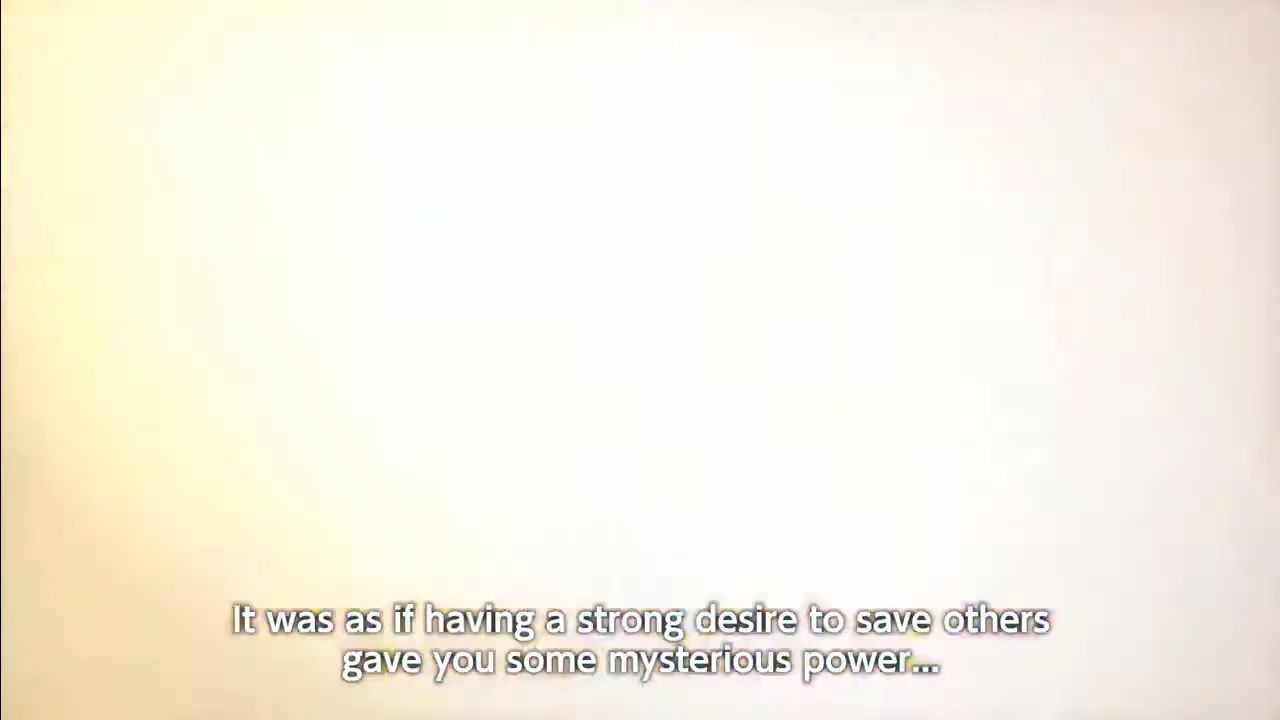 It was as if having a strong desire to save others
gave you some mysterious power...